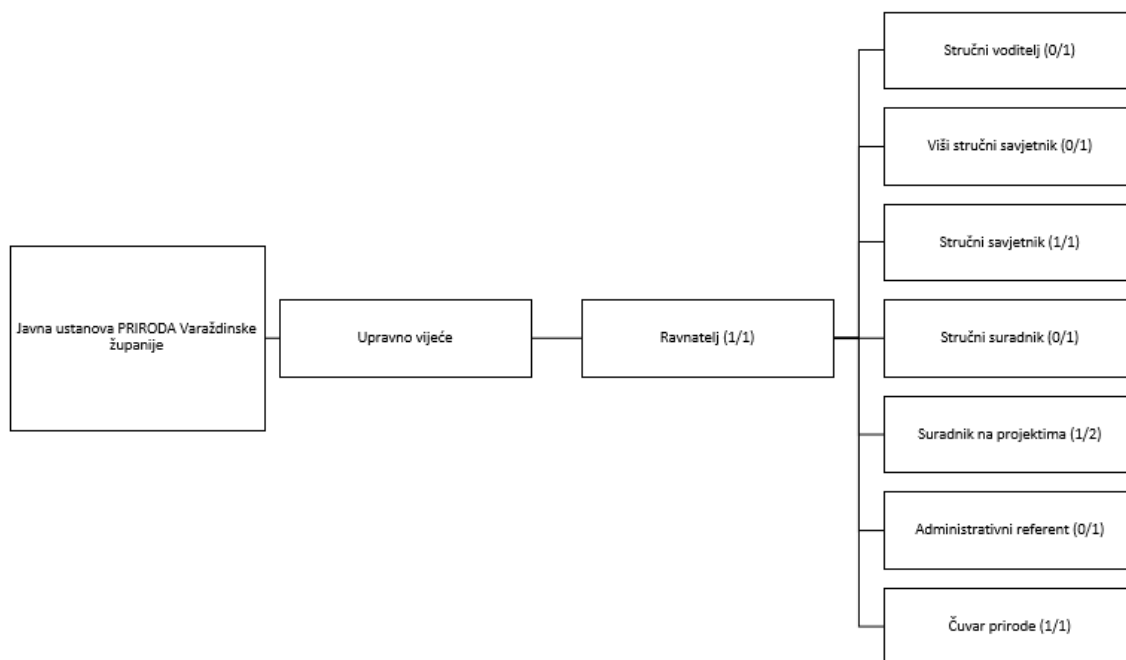 Stručni voditelj (0/1)
Viši stručni savjetnik (0/1)
Stručni savjetnik (1/1)
Javna ustanova PRIRODA Varaždinske
županije
Upravno vijeće
Ravnatelj (1/1)
Stručni suradnik (0/1)
Suradnik na projektima (1/2)
Administrativni referent (0/1)
Čuvar prirode (1/1)